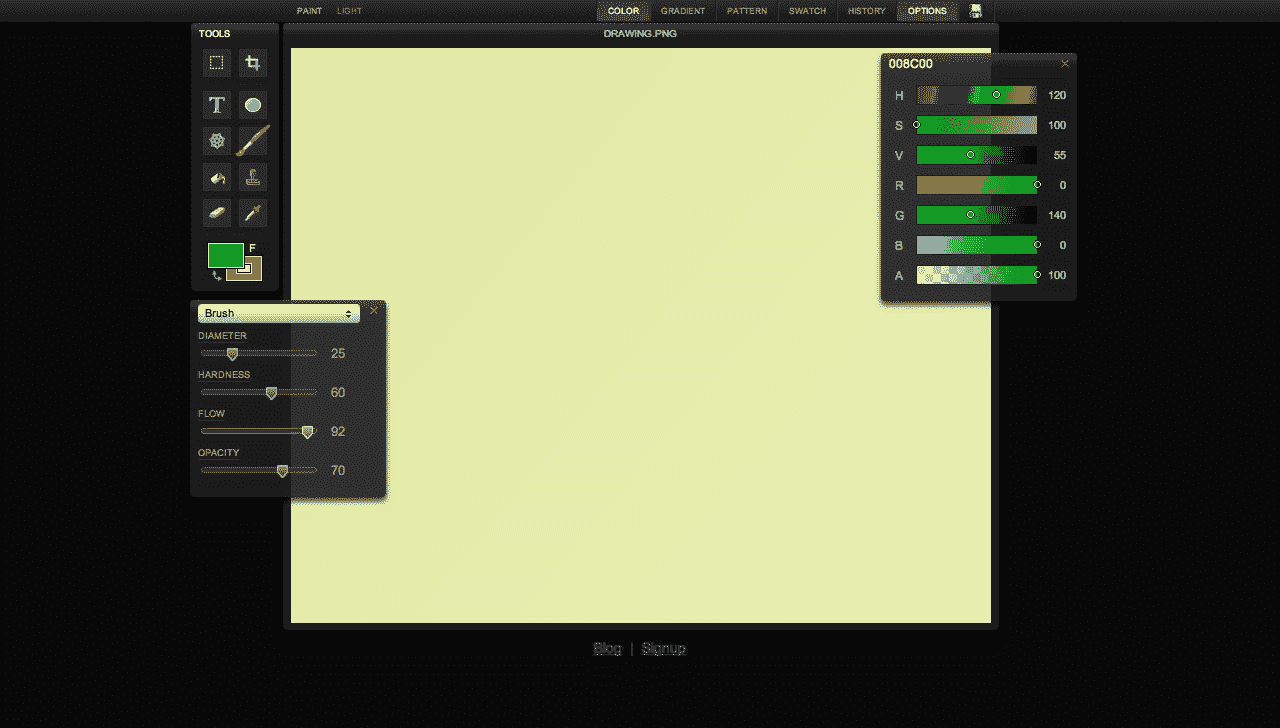 PAINT LIGHT COLOR GRADIENT PATTERN SWATCH HISTORY OPTIONS
TOOLS
DRAWING.PNG
T
F
008C00
H 120
S 100
V 55
R 0
G 140
B 0
A 100
Brush
DIAMETER
25
HARDNESS
60
FLOW
92
OPACITY
70
Blog | Signup